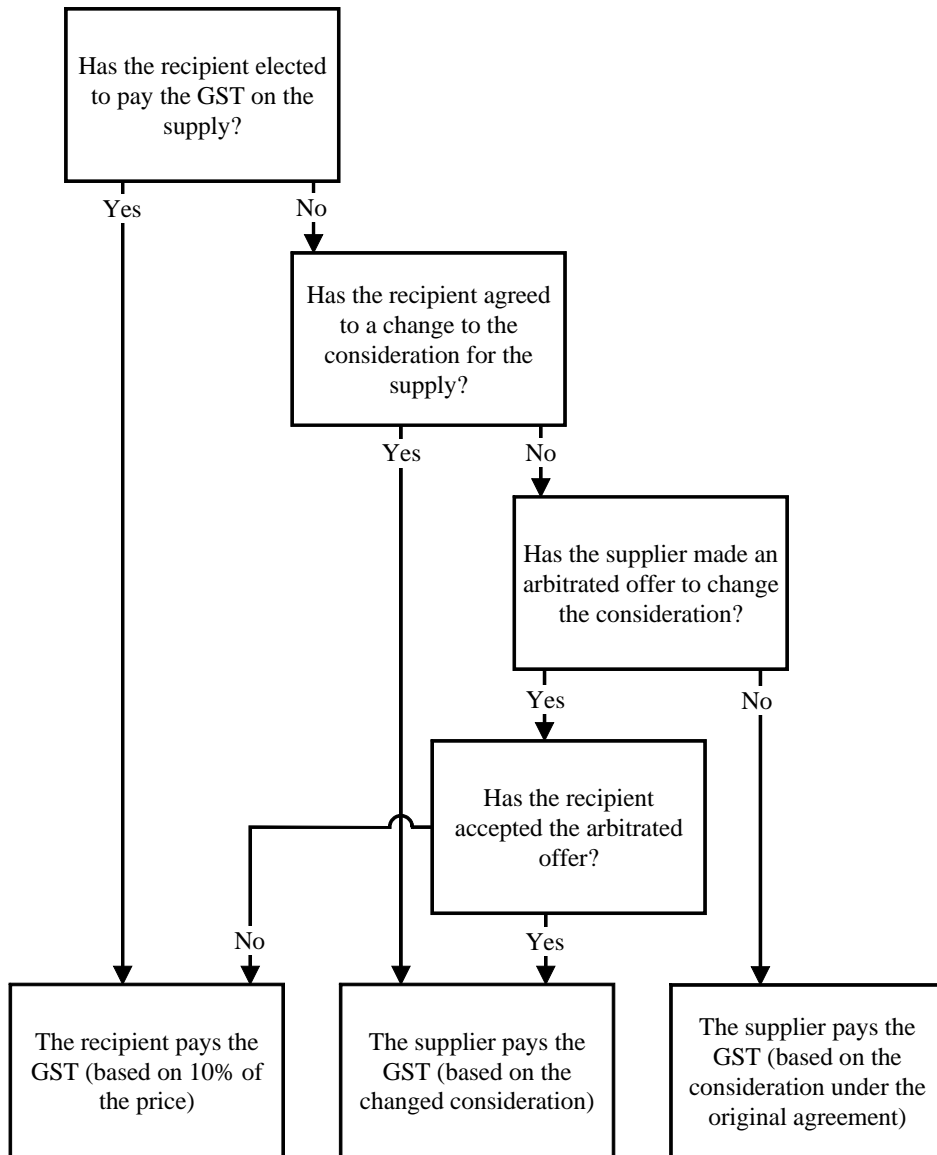 Has the recipient elected
to pay the GST on the
supply?
Yes
No
Has the recipient agreed
to a change to the
consideration for the
supply?
Yes
No
Has the supplier made an
arbitrated offer to change
the consideration?
Yes
No
Has the recipient
accepted the arbitrated
offer?
No
Yes
The recipient pays the
GST (based on 10% of
the price)
The supplier pays the
GST (based on the
changed consideration)
The supplier pays the
GST (based on the
consideration under the
original agreement)